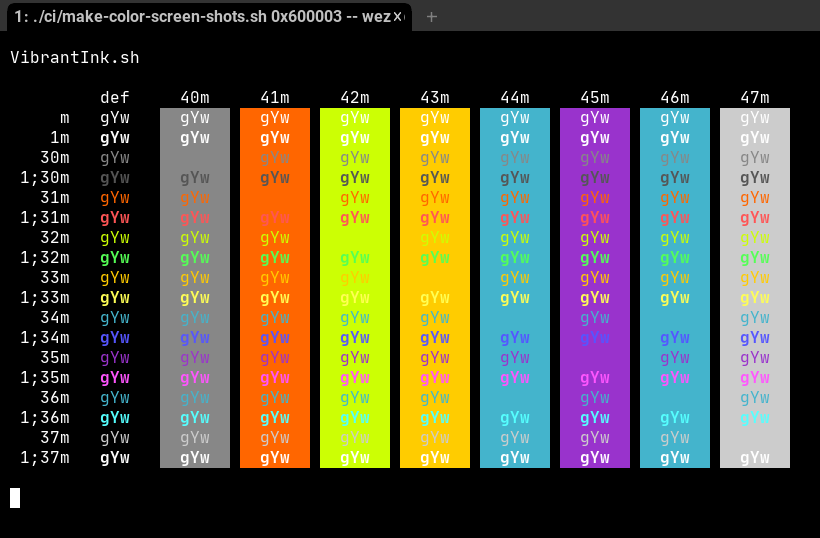 1: ./ci/make-color-screen-shots.sh 0x600003 -- wez
VibrantInk.sh
def 40m 41m 42m 43m 44m 45m 46m 47m
m gYw gYw gYw gYw gYw gYw gYw gYw gYw
1m gYw gYw gYw gYw gYw gYw gYw gYw gYw
30m gYw gYw gYw gYw gYw gYw gYw gYw
1;30m gYw gYw gYw gYw gYw gYw gYw gYw gYw
31m gYw gYw gYw gYw gYw gYw gYw gYw
1;31m gYw gYw gYw gYw gYw gYw gYw gYw gYw
32m gYw gYw gYw gYw gYw gYw gYw gYw
1;32m gYw gYw gYw gYw gYw gYw gYw gYw gYw
33m gYw gYw gYw gYw gYw gYw gYw gYw
1;33m gYw gYw gYw gYw gYw gYw gYw gYw gYw
34m gYw gYw gYw gYw gYw gYw gYw
1;34m gYw gYw gYw gYw gYw gYw gYw gYw gYw
35m gYw gYw gYw gYw gYw gYw gYw gYw
1;35m gYw gYw gYw gYw gYw gYw gYw gYw gYw
36m gYw gYw gYw gYw gYw gYw gYw
1;36m gYw gYw gYw gYw gYw gYw gYw gYw gYw
37m gYw gYw gYw gYw gYw gYw gYw gYw
1;37m gYw gYw gYw gYw gYw gYw gYw gYw gYw